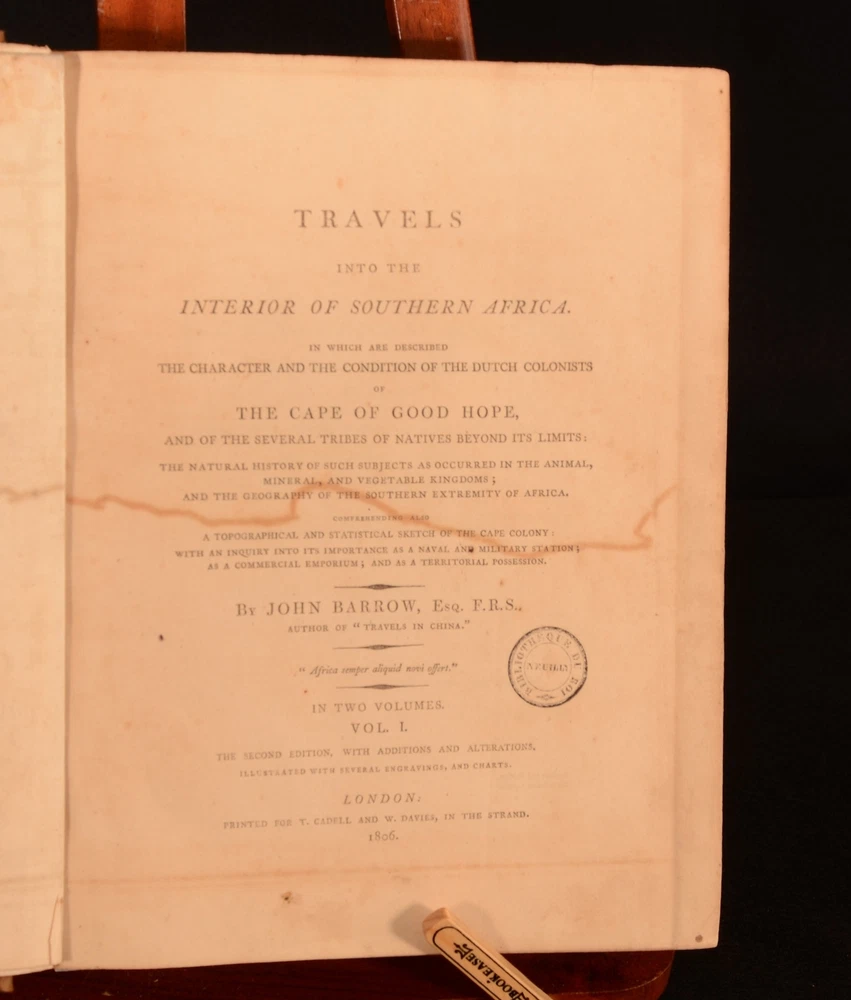 TRAVELS
INTO THE
INTERIOR OF SOUTHERN AFRICA.
IN WHICH ARE DESCRIBED
THE CHARACTER AND THE CONDITION OF THE DUTCH COLONISTS
OF
THE CAPE OF GOOD HOPE,
AND OF THE SEVERAL TRIBES OF NATIVES BEYOND ITS LIMITS:
THE NATURAL HISTORY OF SUCH SUBJECTS AS OCCURRED IN THE ANIMAL,
MINERAL, AND VEGETABLE KINGDOMS;
AND THE GEOGRAPHY OF THE SOUTHERN EXTREMITY OF AFRICA.
COMPREHENDING ALSO
A TOPOGRAPHICAL AND STATISTICAL SKETCH OF THE CAPE COLONY:
WITH AN INQUIRY INTO ITS IMPORTANCE AS A NAVAL AND MILITARY STATION;
AS A COMMERCIAL EMPORIUM; AND AS A TERRITORIAL POSSESSION.
By JOHN BARROW, Esq. F.R.S.,
AUTHOR OF "TRAVELS IN CHINA."
"Africa semper aliquid novi offert."
BIBLIOTHÈQUE DU ROI
NEUILLY
IN TWO VOLUMES.
VOL. I.
THE SECOND EDITION, WITH ADDITIONS AND ALTERATIONS.
ILLUSTRATED WITH SEVERAL ENGRAVINGS, AND CHARTS.
LONDON:
PRINTED FOR T. CADELL AND W. DAVIES, IN THE STRAND.
1806.
BOOKEASEL